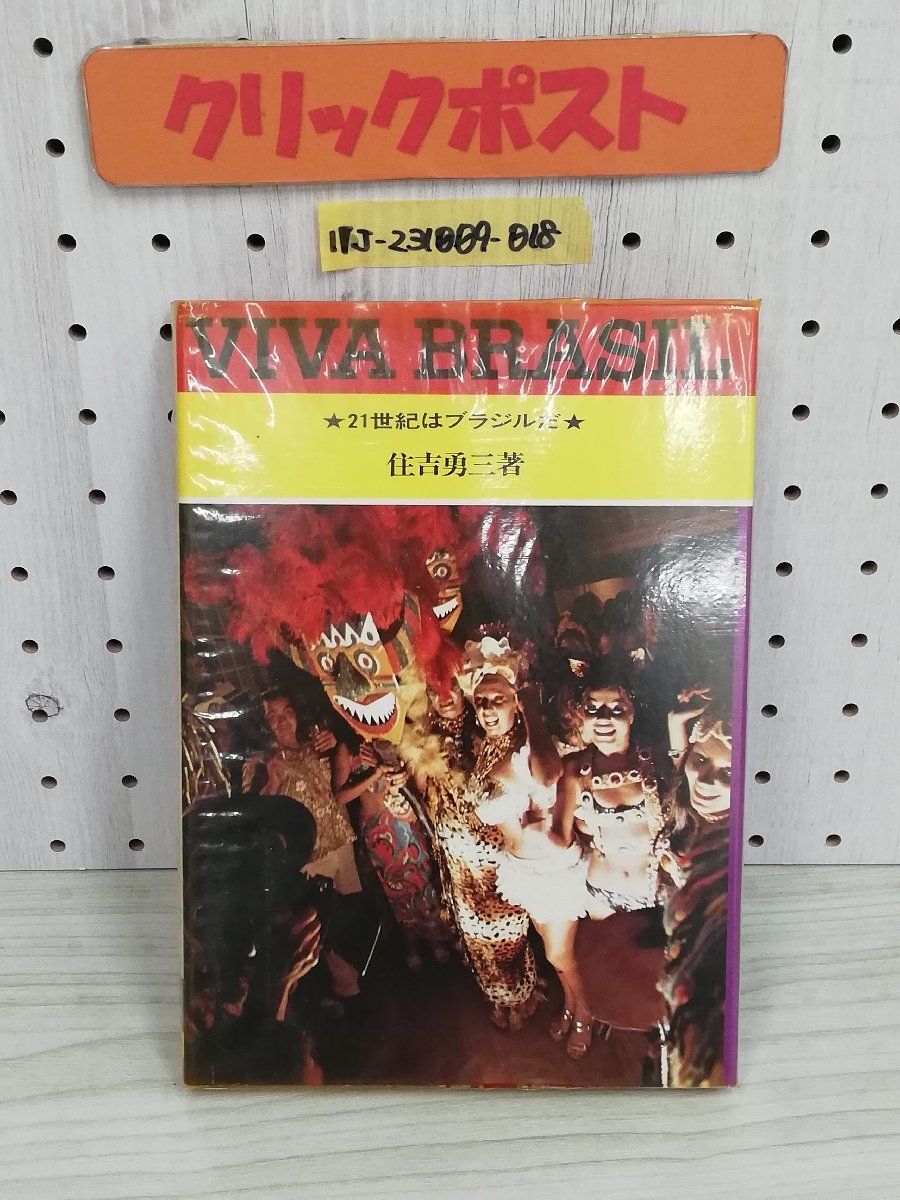 クリックポスト
1ΓJ-231009-018
VIVA BRASIL
★21世紀はブラジルだ★
住吉勇三著